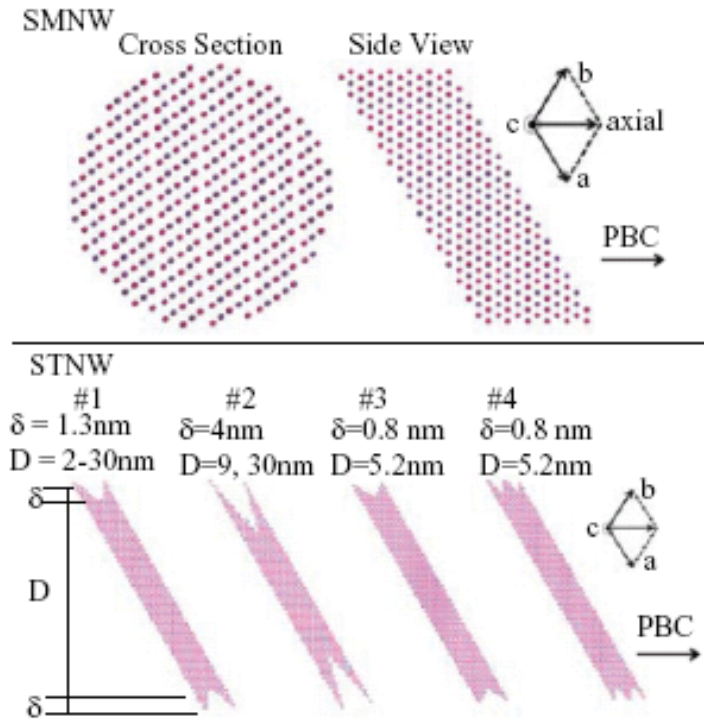 SMNW
Cross Section
Side View
b
c
axial
a
PBC
STNW
#1
#2
#3
#4
δ = 1.3nm
δ=4nm
δ=0.8 nm
δ=0.8 nm
D = 2-30nm
D=9, 30nm
D=5.2nm
D=5.2nm
δ
b
c
a
D
PBC
δ